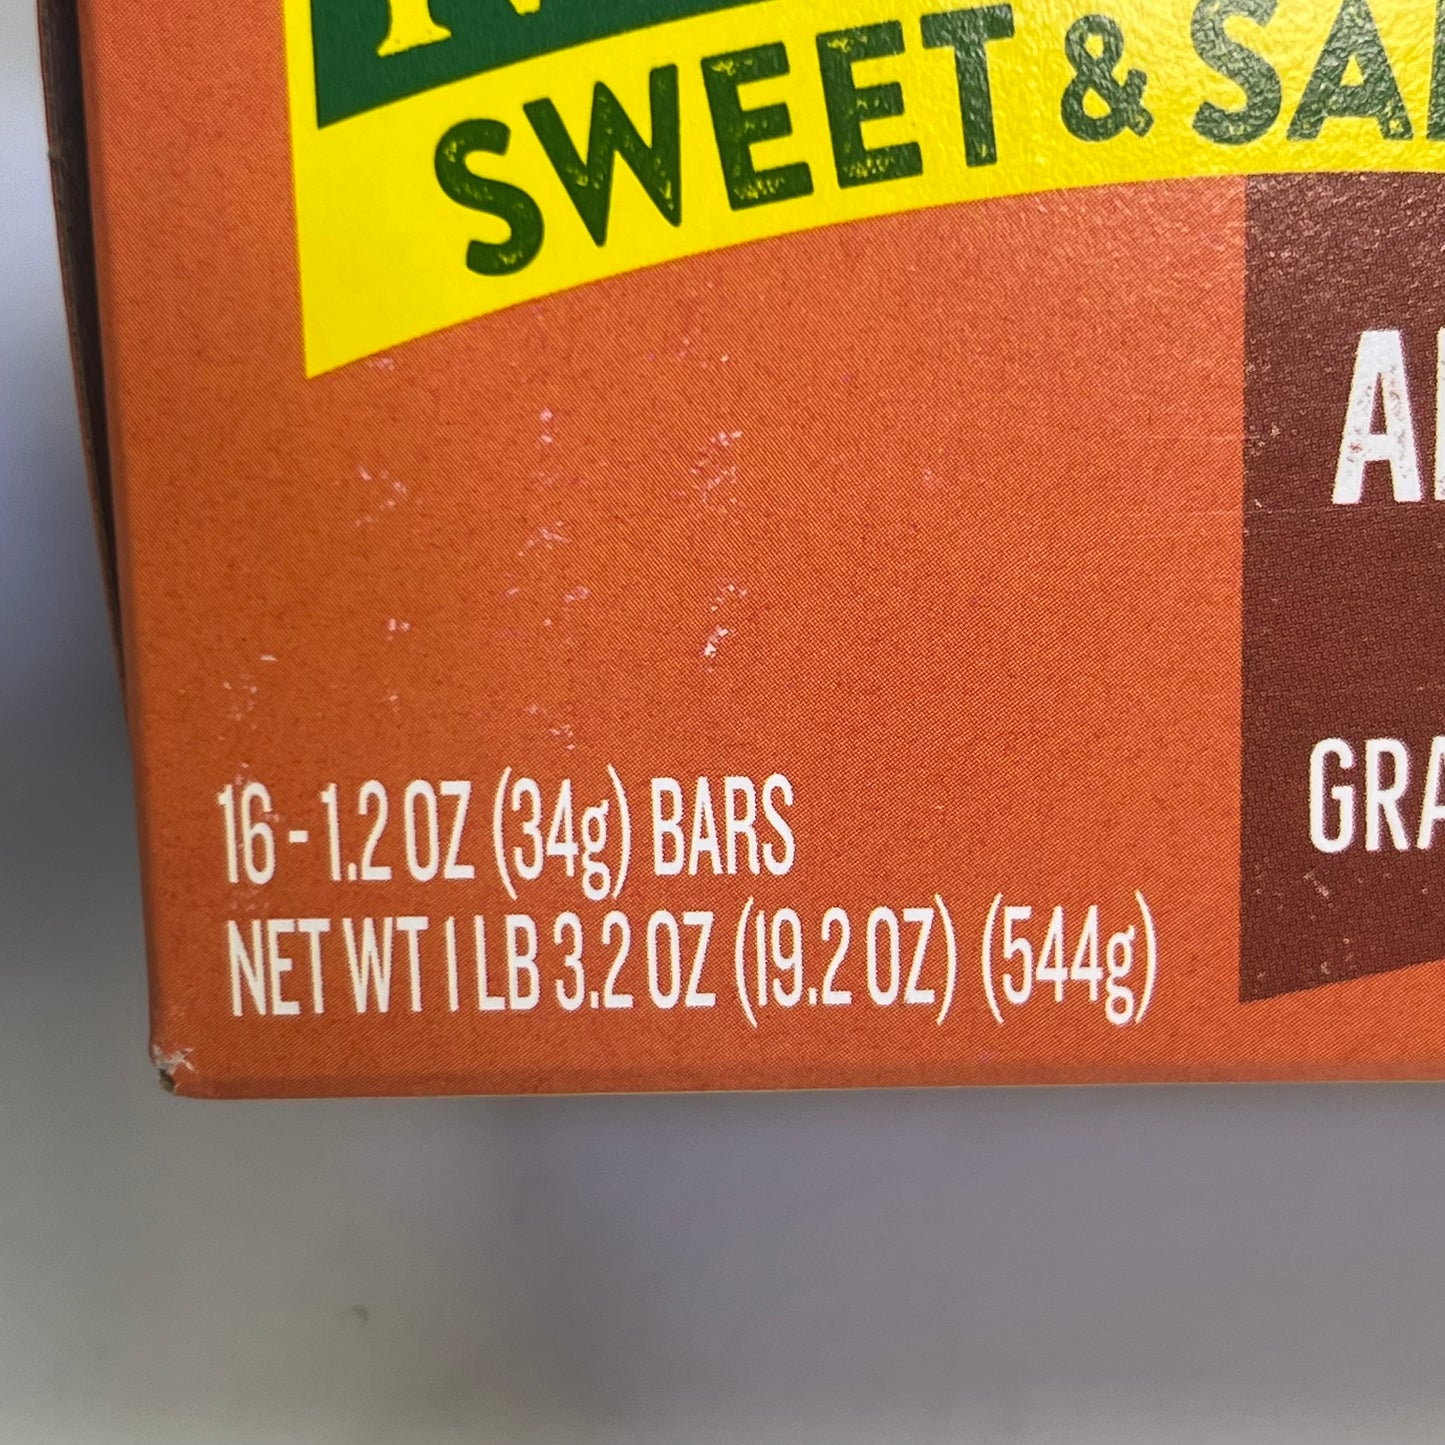 SWEET &
16 - 1.2 OZ (34g) BARS
NET WT 1 LB 3.2 OZ (19.2 OZ) (544g)